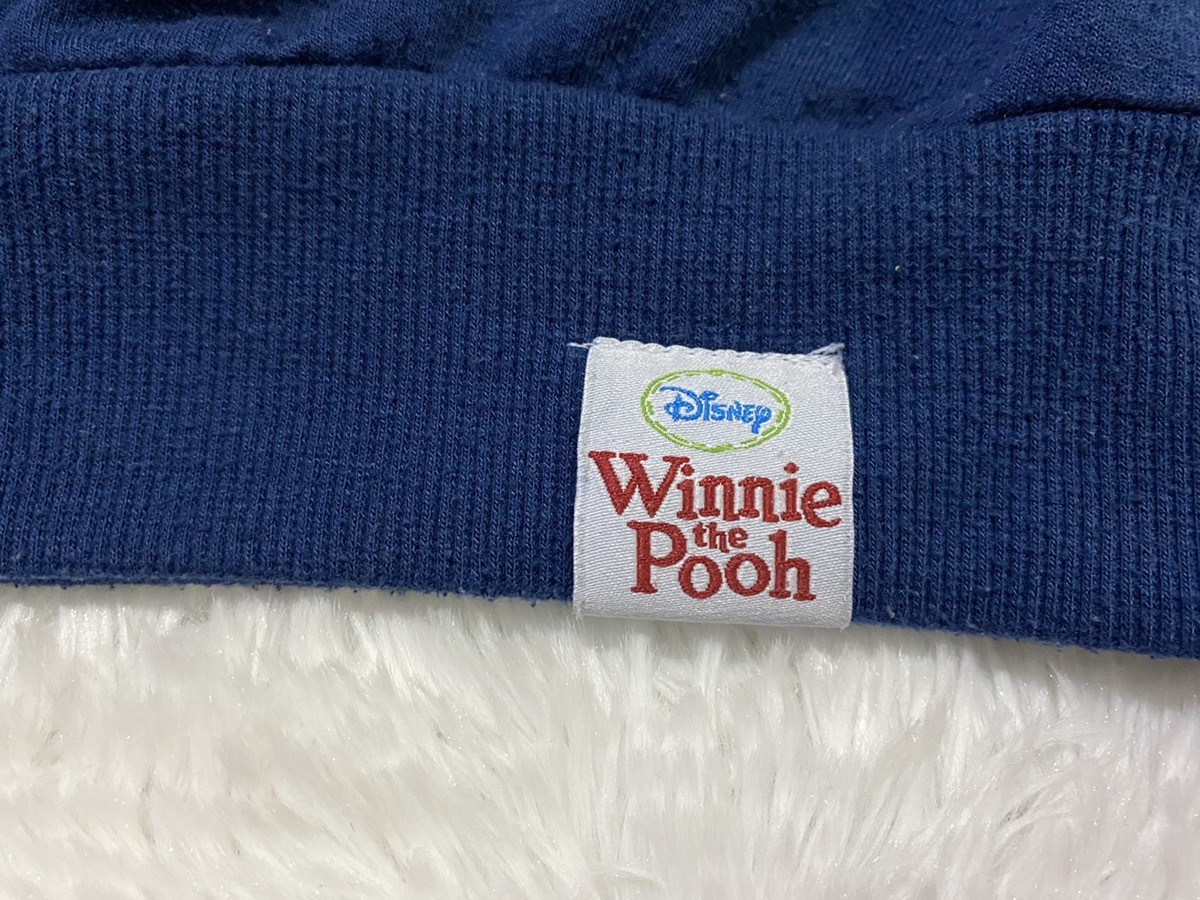 Disney
Winnie
the
Pooh